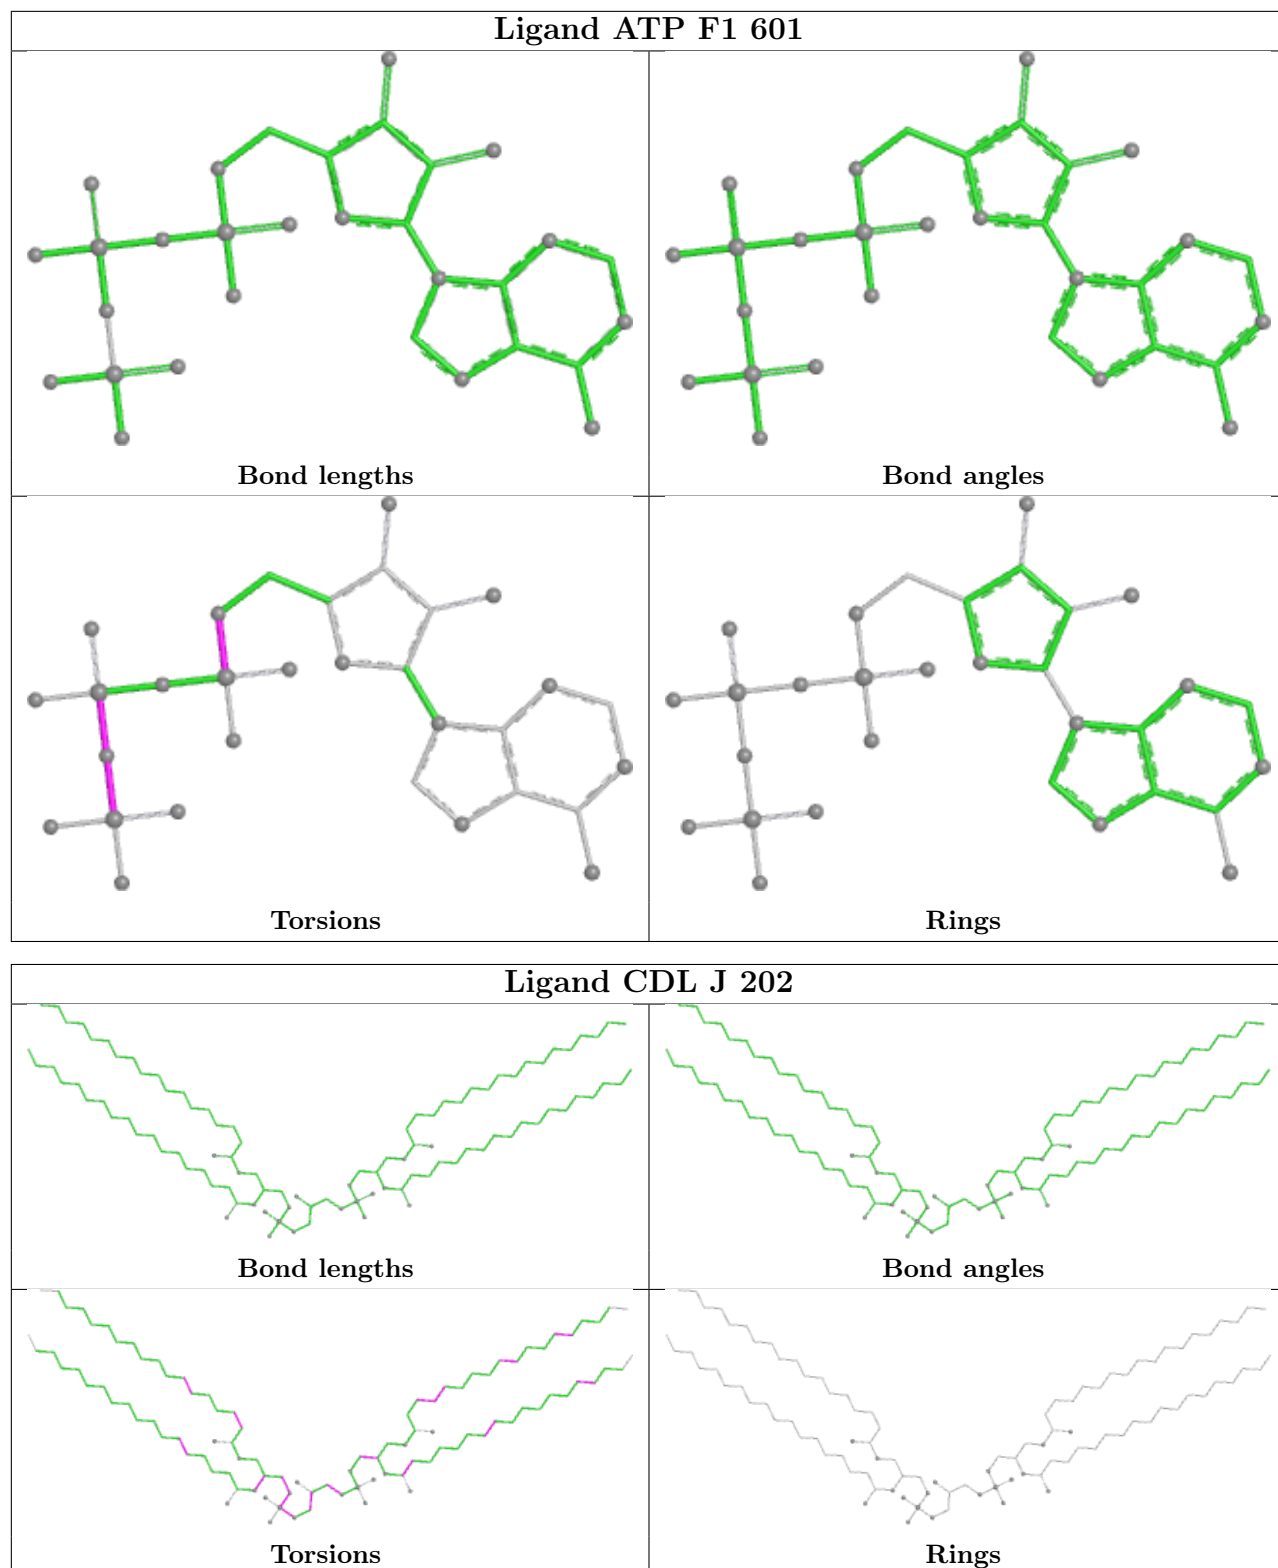 Ligand ATP F1 601
Bond lengths
Bond angles
Torsions
Rings
Ligand CDL J 202
Bond lengths
Bond angles
Torsions
Rings